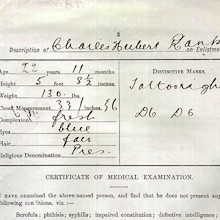 Description of Charles Hubert Rank
on Enlistment
Age 22 years 11 months
Height 5 feet 8½ inches
Weight 130 lbs.
Chest Measurement 33/36
Complexion fresh
Eyes blue
Hair fair
Religious Denomination Pres.
DISTINCTIVE MARKS
D6 D6
CERTIFICATE OF MEDICAL EXAMINATION.
I HAVE examined the above-named person, and find that he does not present any of
following conditions, viz.:—
Scrofula; phthisis; syphilis; impaired constitution; defective intelligence;